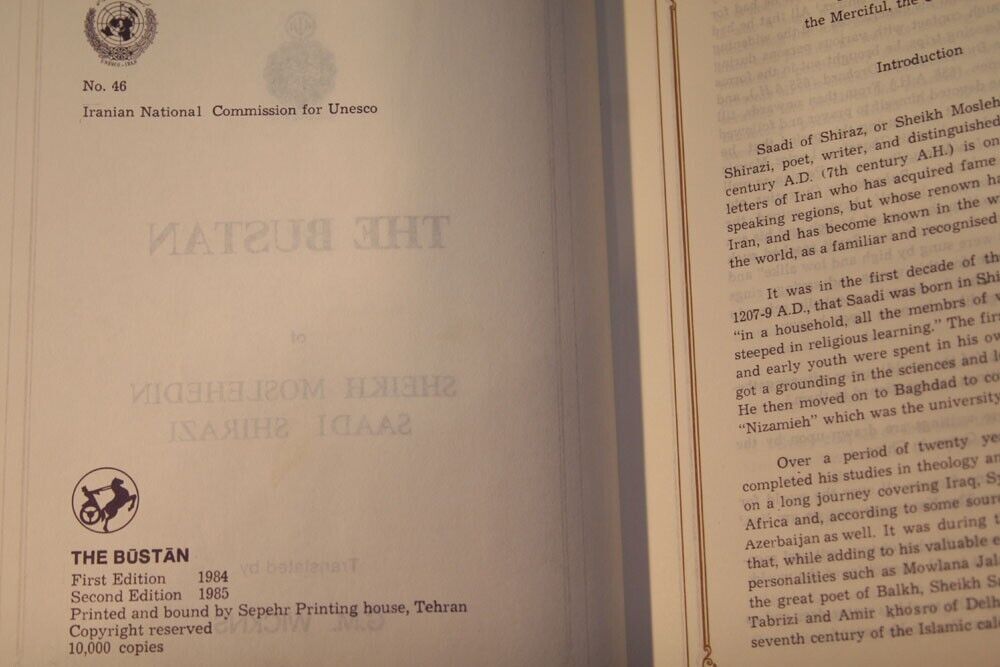 No. 46
Iranian National Commission for Unesco
THE BUSTAN
of
SHEIKH MOSLEHEDIN
SAADI SHIRAZI
Translated by
G.M. WICKENS
THE BŪSTĀN
First Edition 1984
Second Edition 1985
Printed and bound by Sepehr Printing house, Tehran
Copyright reserved
10,000 copies
the Merciful, the
Introduction
Saadi of Shiraz, or Sheikh Mosleh
Shirazi, poet, writer, and distinguished
century A.D. (7th century A.H.) is on
letters of Iran who has acquired fame
speaking regions, but whose renown ha
Iran, and has become known in the w
the world, as a familiar and recognised
It was in the first decade of the
1207-9 A.D., that Saadi was born in Shi
"in a household, all the membrs of
steeped in religious learning." The firs
and early youth were spent in his ow
got a grounding in the sciences and l
He then moved on to Baghdad to co
"Nizamieh" which was the university
Over a period of twenty ye
completed his studies in theology an
on a long journey covering Iraq, Sy
Africa and, according to some sour
Azerbaijan as well. It was during t
that, while adding to his valuable e
personalities such as Mowlana Jala
the great poet of Balkh, Sheikh Sa
Tabrizi and Amir khosro of Delh
seventh century of the Islamic cale